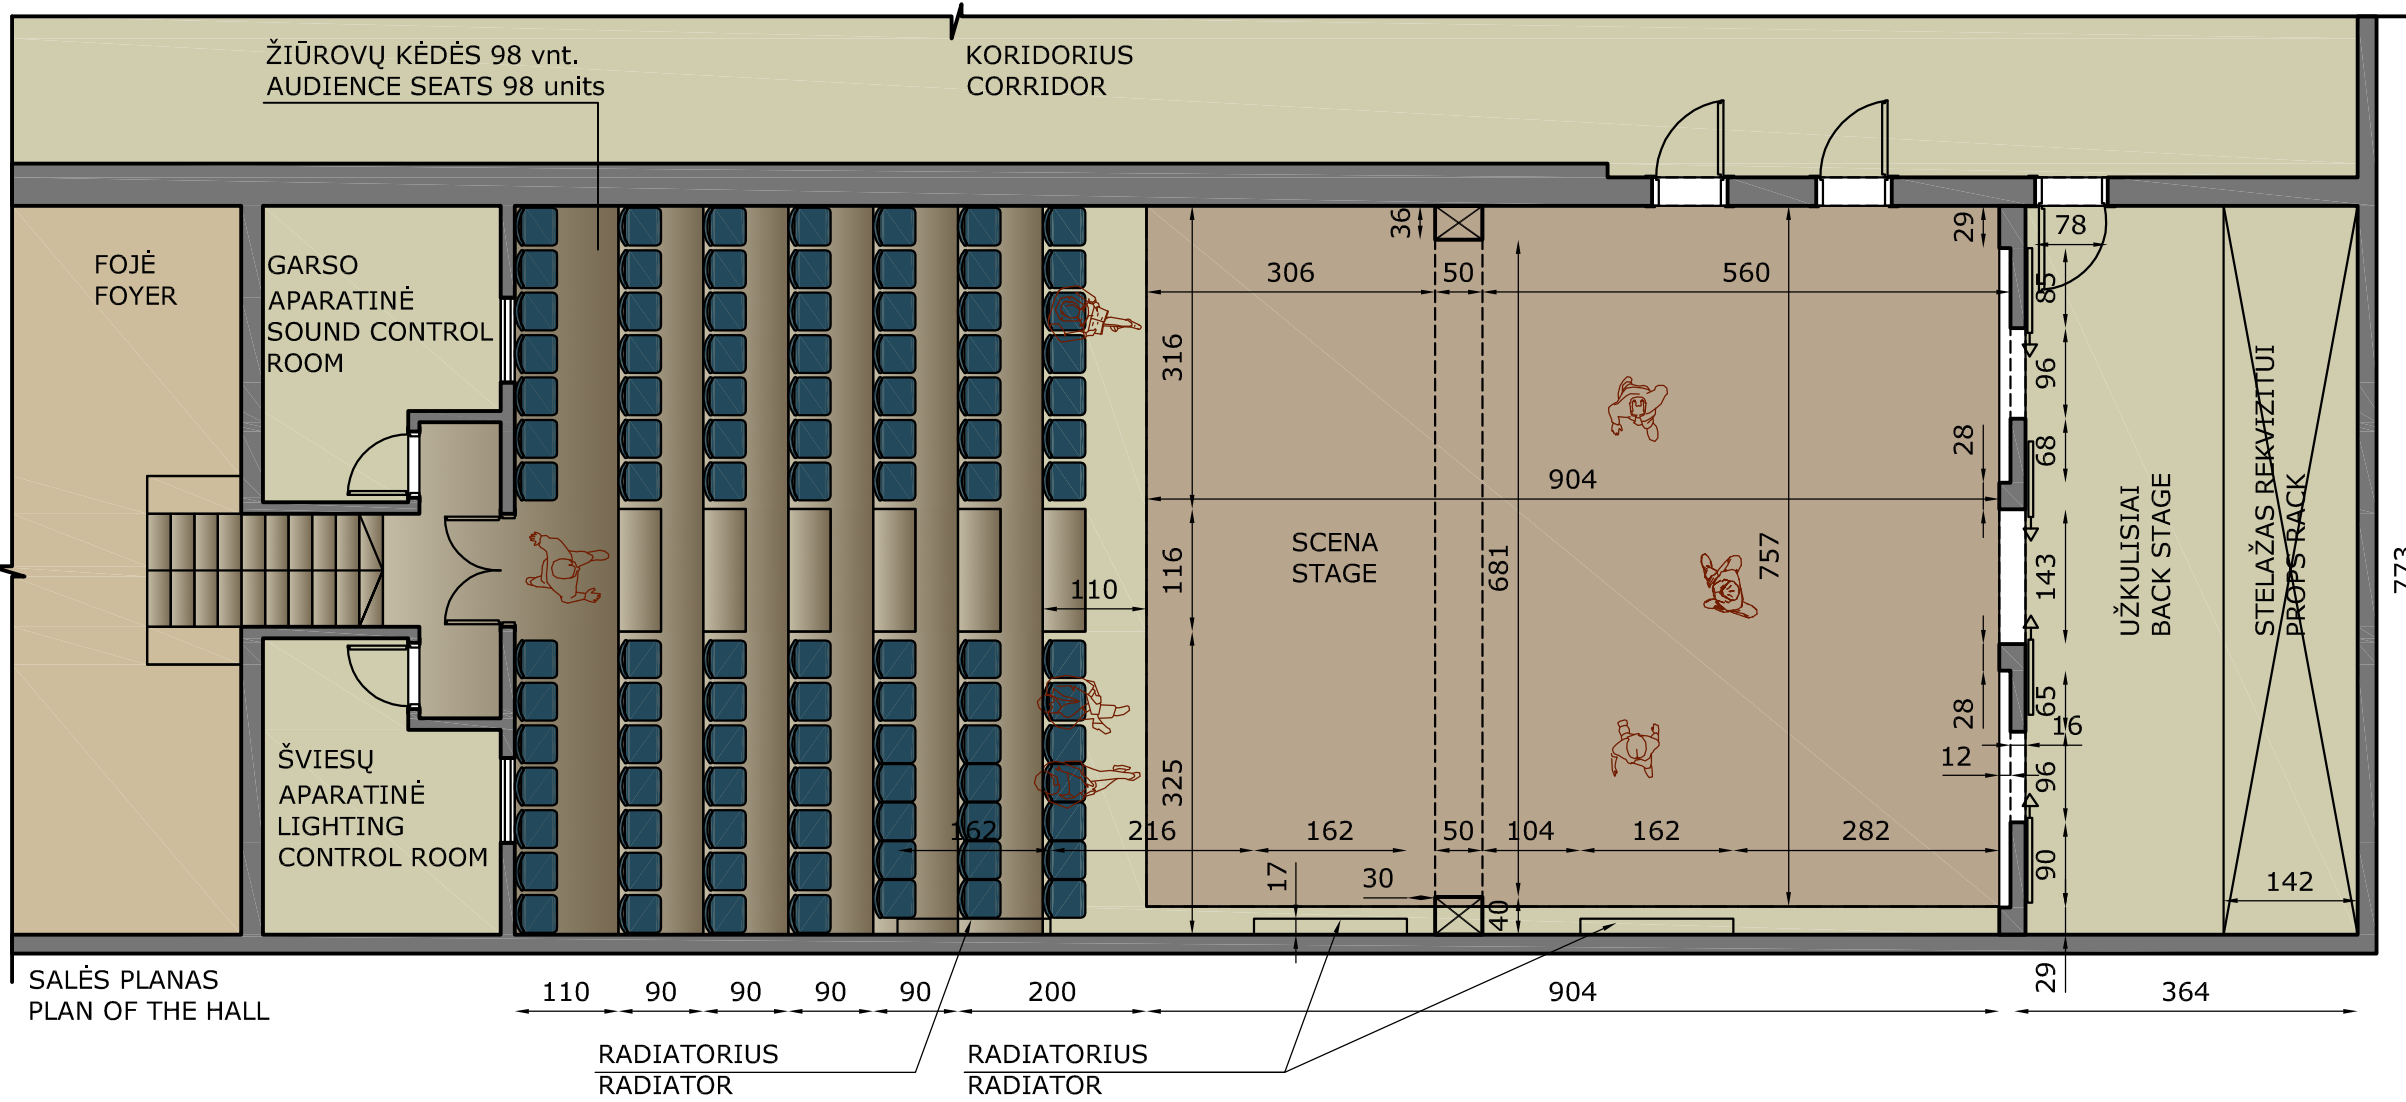 ŽIŪROVŲ KĖDĖS 98 vnt.
AUDIENCE SEATS 98 units
KORIDORIUS
CORRIDOR
FOJĖ
FOYER
GARSO
APARATINĖ
SOUND CONTROL
ROOM
ŠVIESŲ
APARATINĖ
LIGHTING
CONTROL ROOM
36
306
50
560
29
78
85
316
96
28
68
904
SCENA
STAGE
116
110
681
757
143
UŽKULISIAI
BACK STAGE
STELAŽAS REKVIZITUI
PROPS RACK
773
28
65
16
12
96
325
162
216
162
50
104
162
282
17
30
40
90
142
29
SALĖS PLANAS
PLAN OF THE HALL
110
90
90
90
90
200
904
364
RADIATORIUS
RADIATOR
RADIATORIUS
RADIATOR